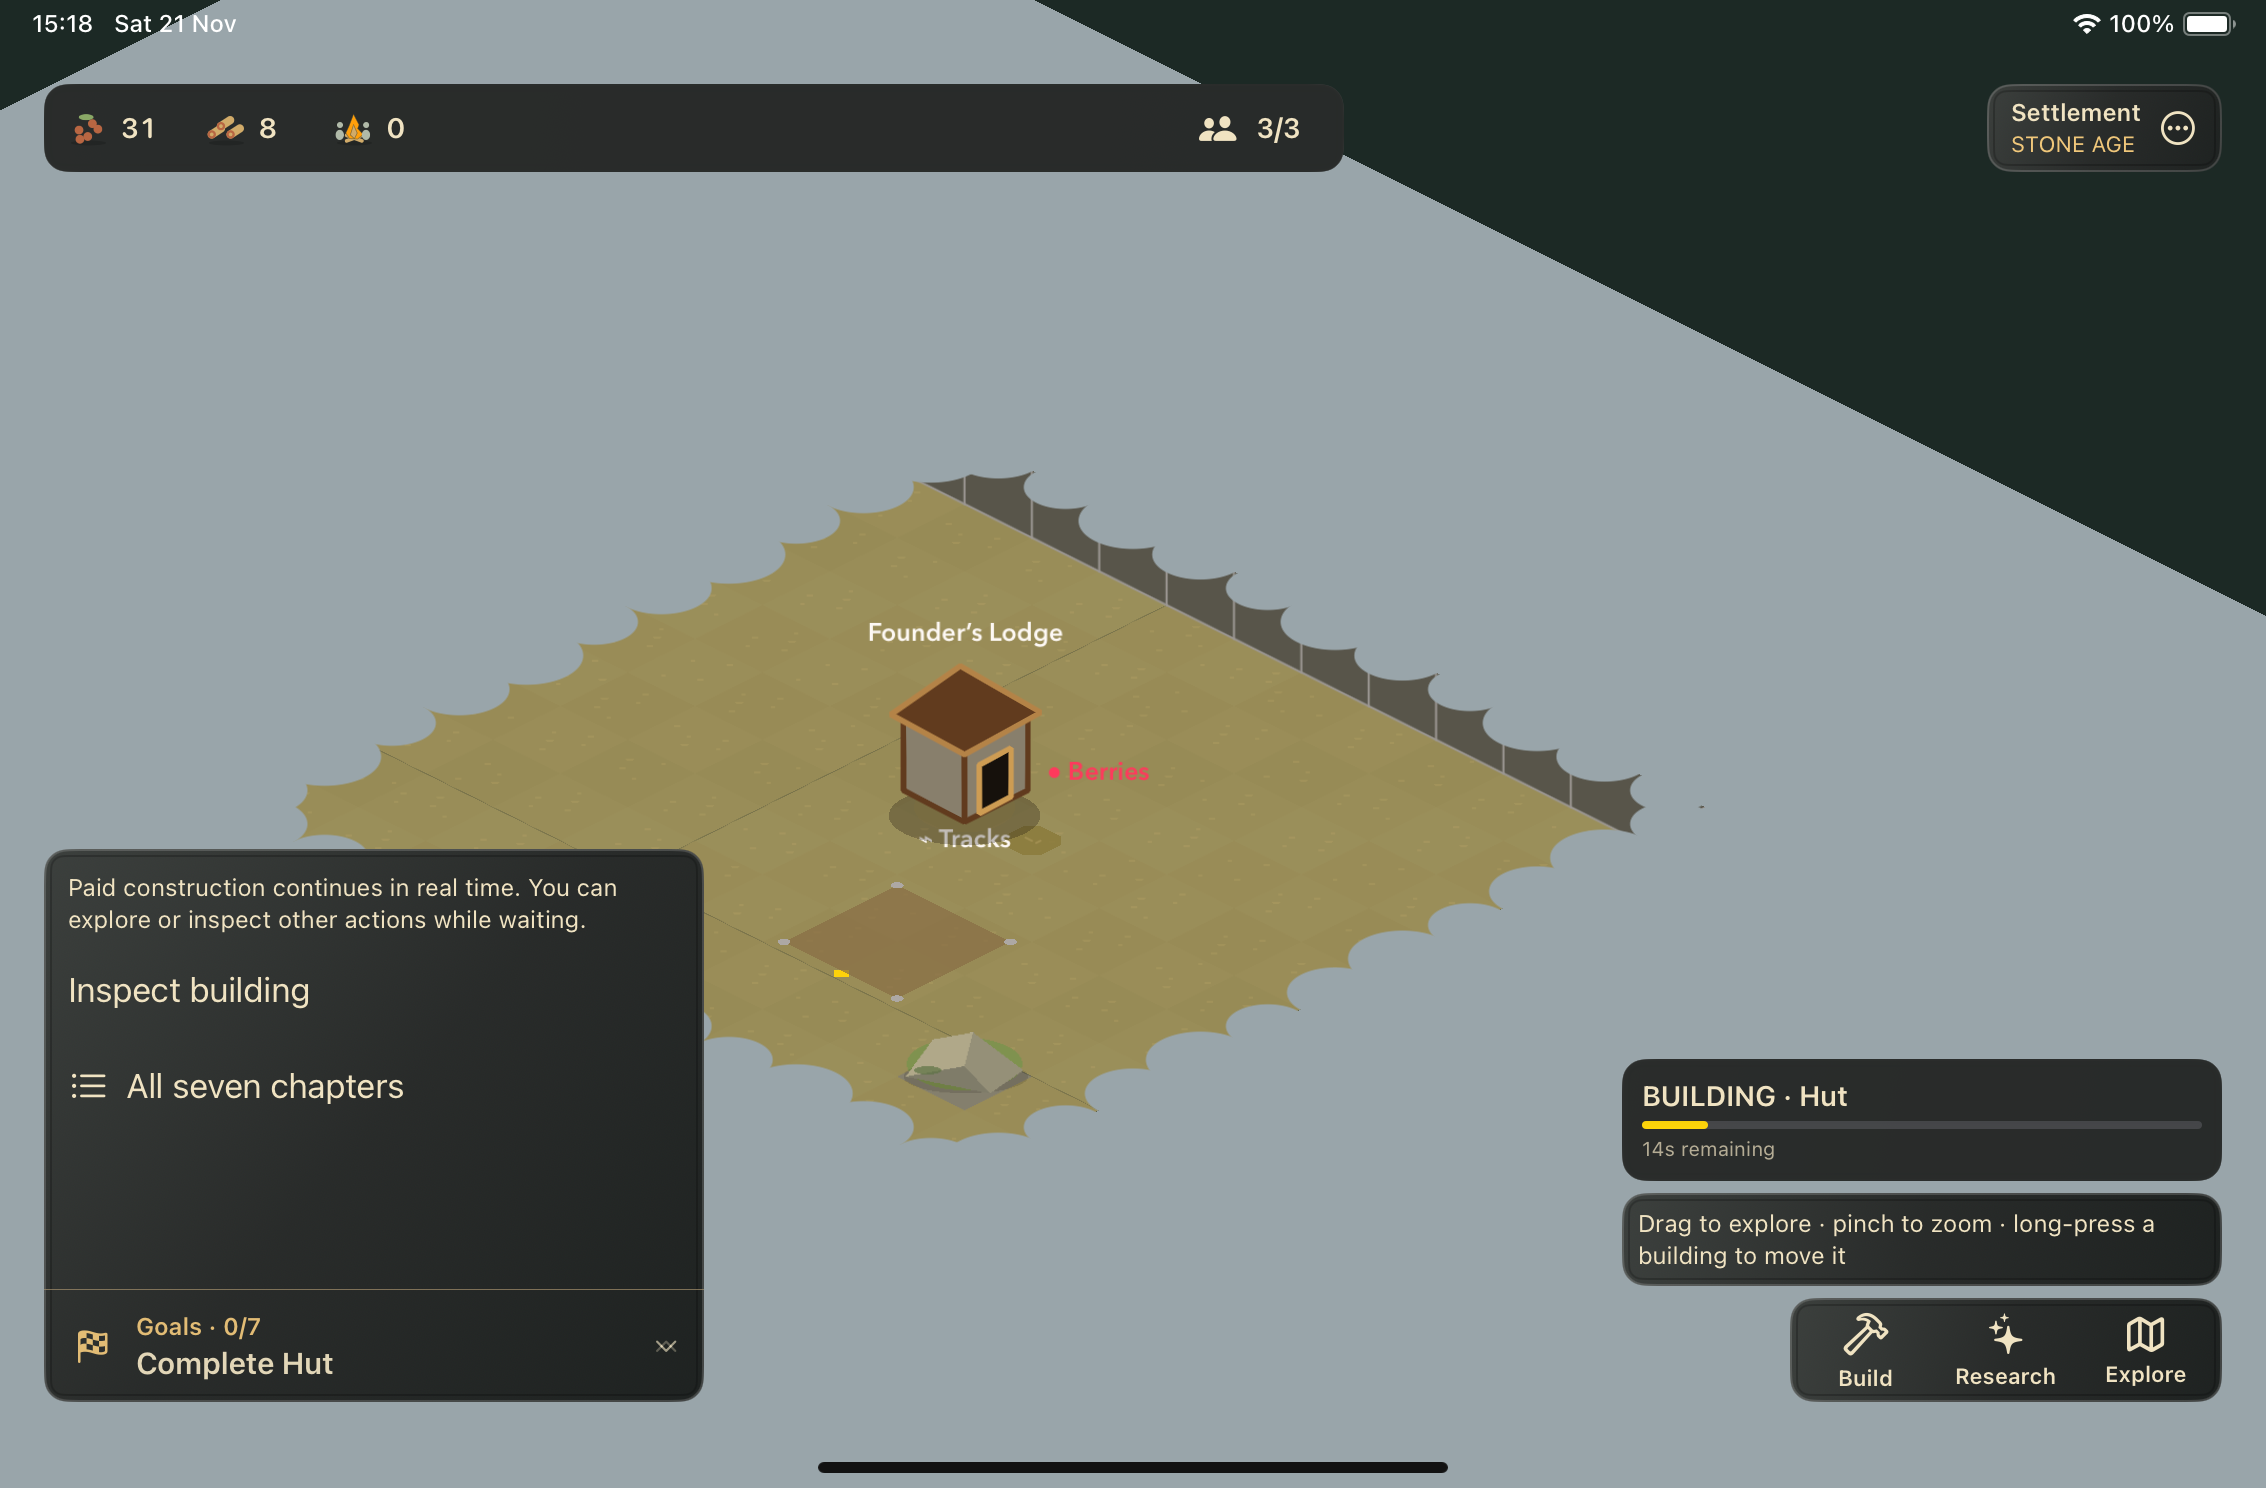 15:18 Sat 21 Nov
100%
31 8 0 3/3
Settlement
STONE AGE
Founder's Lodge
Berries
Tracks
Paid construction continues in real time. You can
explore or inspect other actions while waiting.
Inspect building
All seven chapters
Goals · 0/7
Complete Hut
BUILDING · Hut
14s remaining
Drag to explore · pinch to zoom · long-press a
building to move it
Build Research Explore